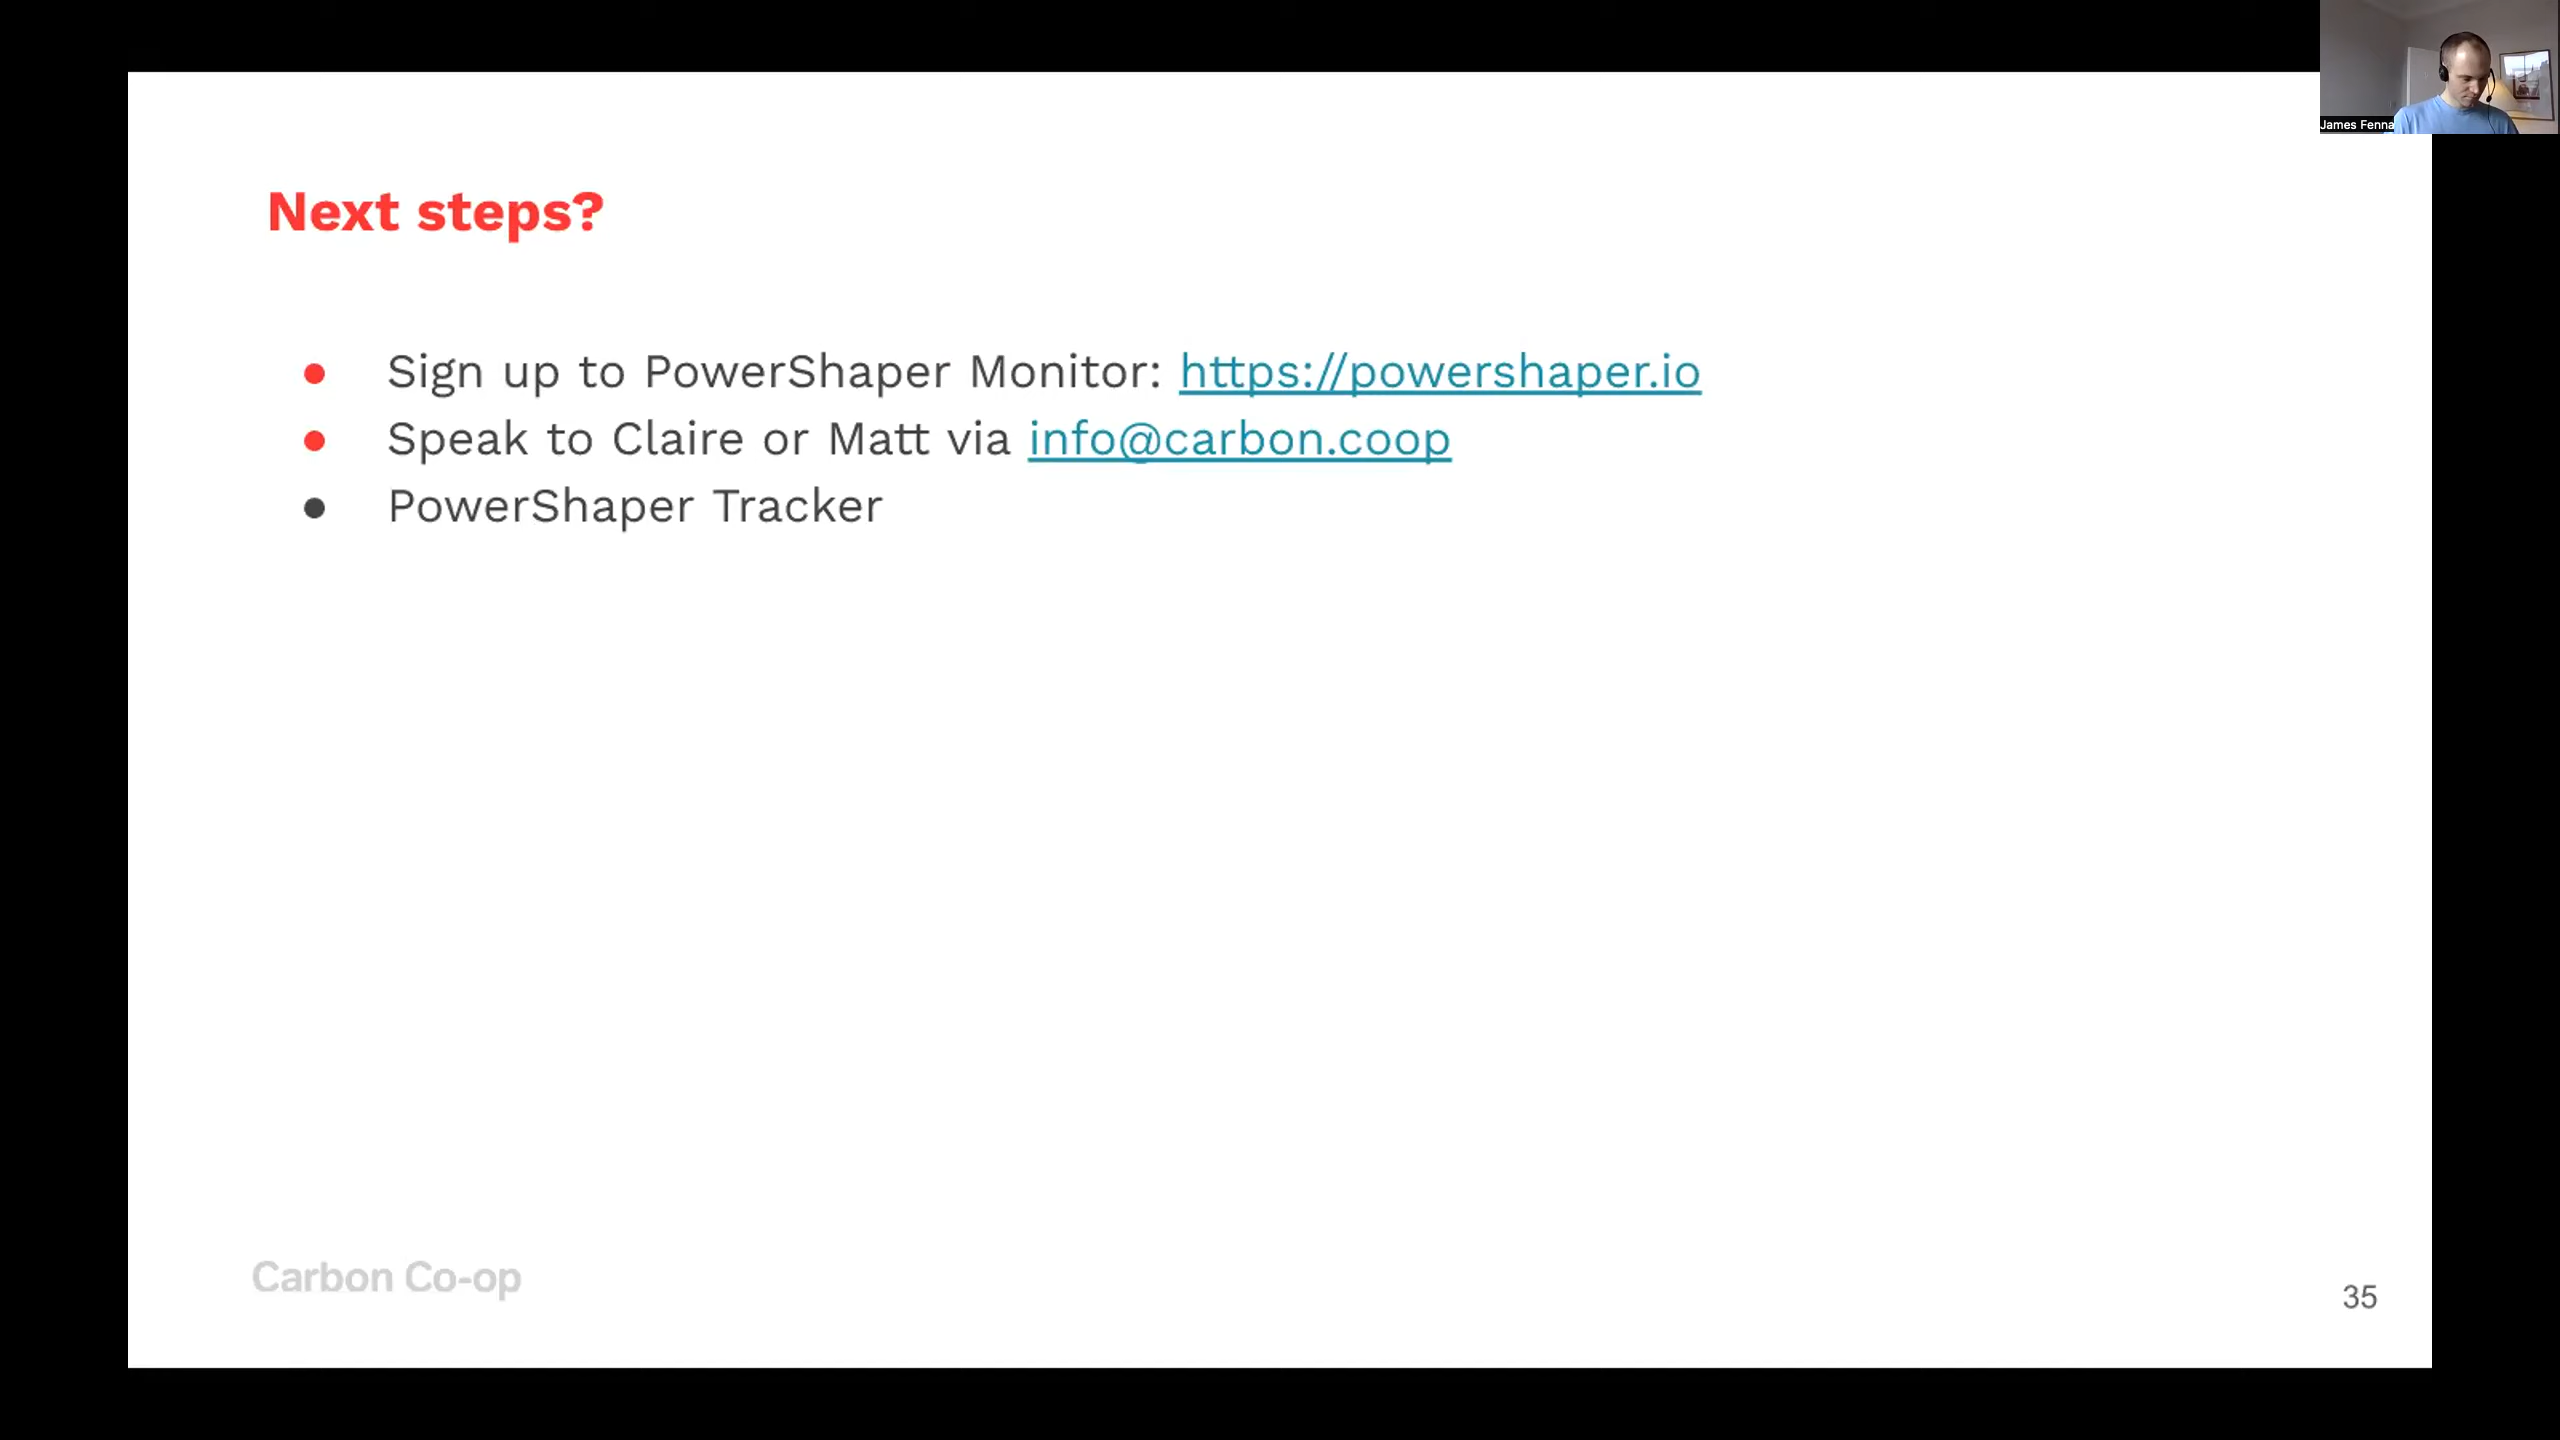 James Fenna
Next steps?
● Sign up to PowerShaper Monitor: https://powershaper.io
● Speak to Claire or Matt via info@carbon.coop
● PowerShaper Tracker
Carbon Co-op
35